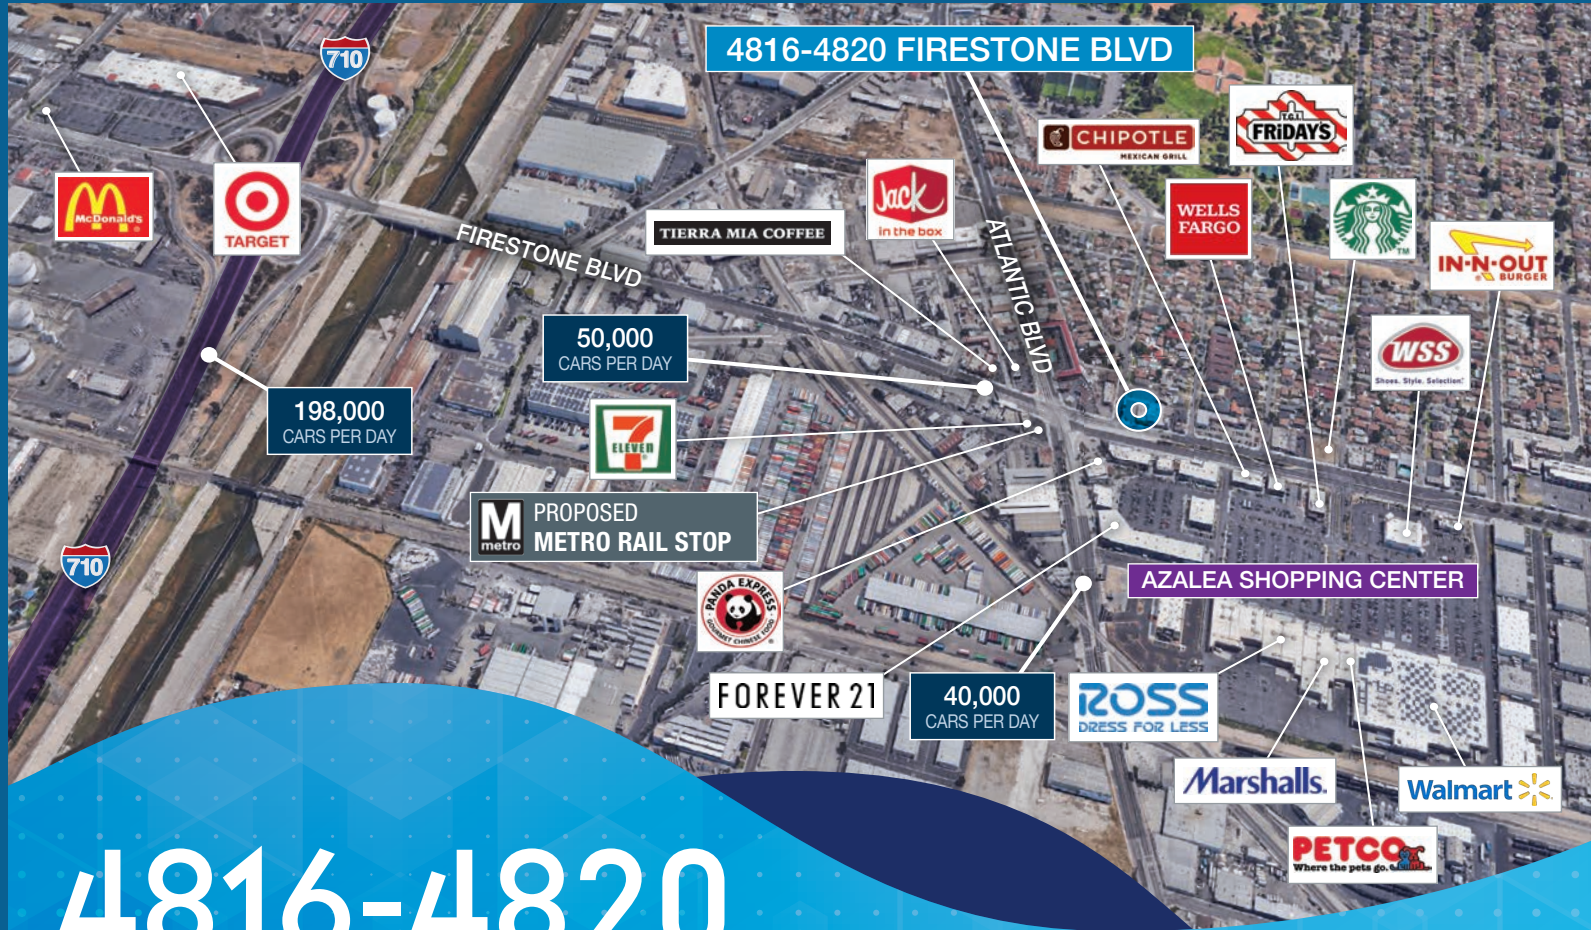 710
4816-4820 FIRESTONE BLVD
CHIPOTLE
MEXICAN GRILL
T.G.I.
FRiDAY'S
McDonald's
TARGET
FIRESTONE BLVD
TIERRA MIA COFFEE
Jack
in the box
ATLANTIC BLVD
WELLS
FARGO
TM
IN-N-OUT
BURGER
WSS
Shoes. Style. Selection.
50,000
CARS PER DAY
198,000
CARS PER DAY
7
ELEVEn
M
metro
PROPOSED
METRO RAIL STOP
710
PANDA EXPRESS
GOURMET CHINESE FOOD
AZALEA SHOPPING CENTER
FOREVER 21
40,000
CARS PER DAY
ROSS
DRESS FOR LESS
Marshalls.
Walmart
PETCO
Where the pets go.
4816-4820